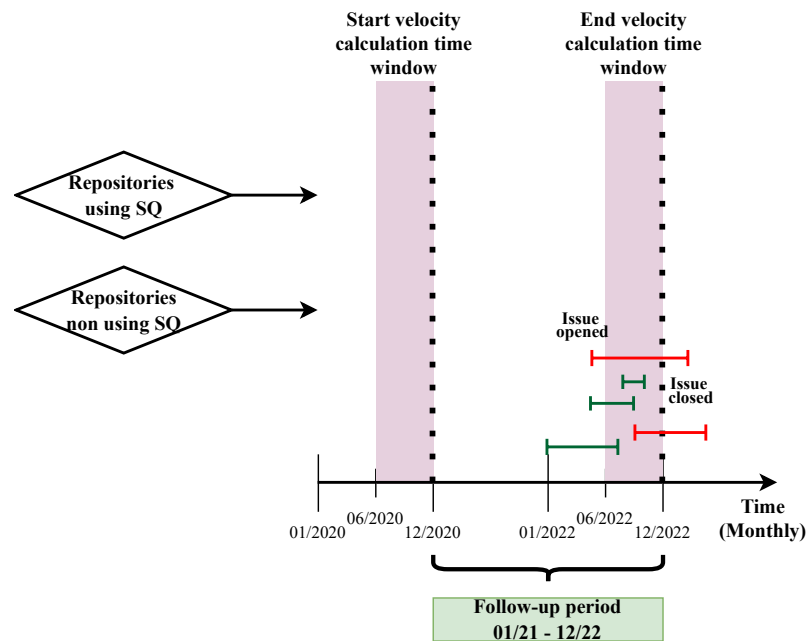 Start velocity
calculation time
window
End velocity
calculation time
window
Repositories
using SQ
Repositories
non using SQ
Issue
opened
Issue
closed
01/2020
06/2020
12/2020
01/2022
06/2022
12/2022
Time
(Monthly)
Follow-up period
01/21 - 12/22